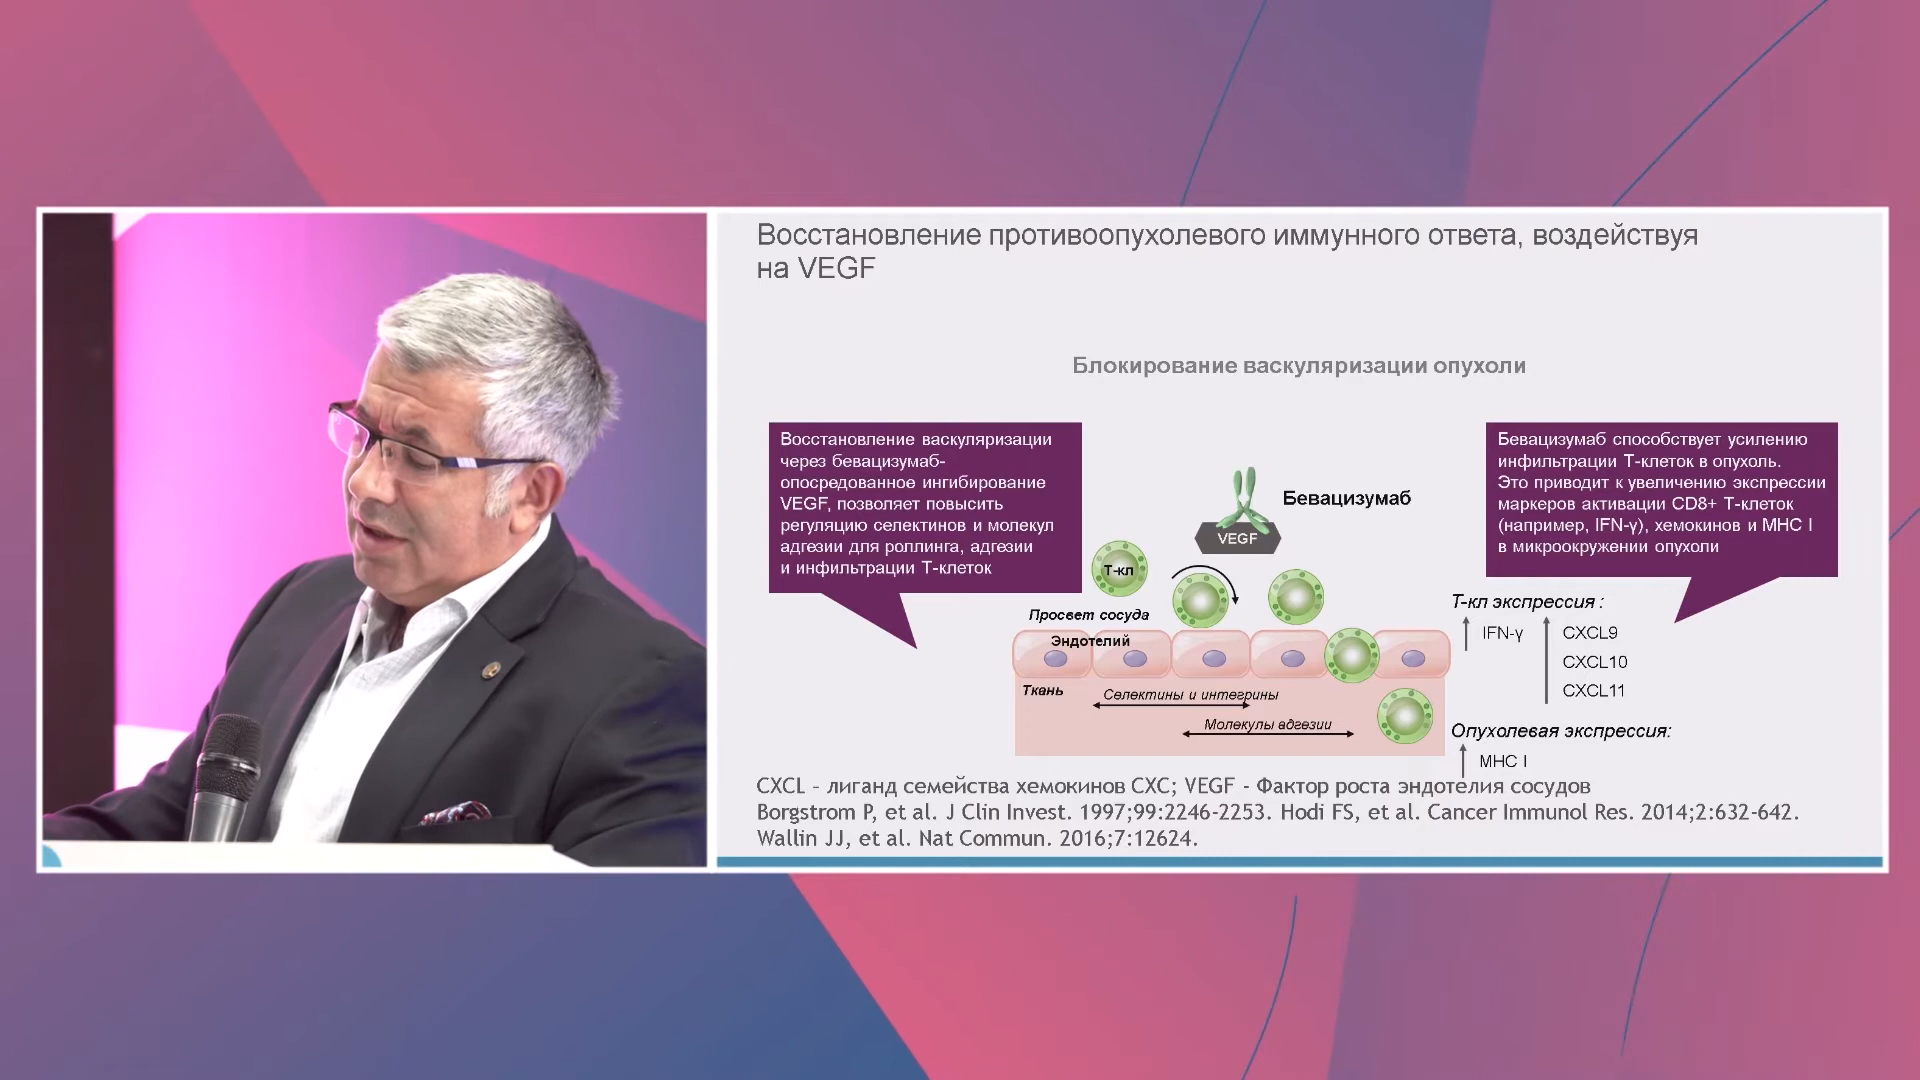 Восстановление противоопухолевого иммунного ответа, воздействуя
на VEGF
Блокирование васкуляризации опухоли
Восстановление васкуляризации
через бевацизумаб-
опосредованное ингибирование
VEGF, позволяет повысить
регуляцию селектинов и молекул
адгезии для роллинга, адгезии
и инфильтрации Т-клеток
Бевацизумаб
VEGF
Т-кл
Просвет сосуда
Эндотелий
Ткань
Селектины и интегрины
Молекулы адгезии
Бевацизумаб способствует усилению
инфильтрации Т-клеток в опухоль.
Это приводит к увеличению экспрессии
маркеров активации CD8+ Т-клеток
(например, IFN-γ), хемокинов и MHC I
в микроокружении опухоли
Т-кл экспрессия :
IFN-γ
CXCL9
CXCL10
CXCL11
Опухолевая экспрессия:
MHC I
CXCL – лиганд семейства хемокинов CXC; VEGF - Фактор роста эндотелия сосудов
Borgstrom P, et al. J Clin Invest. 1997;99:2246-2253. Hodi FS, et al. Cancer Immunol Res. 2014;2:632-642.
Wallin JJ, et al. Nat Commun. 2016;7:12624.